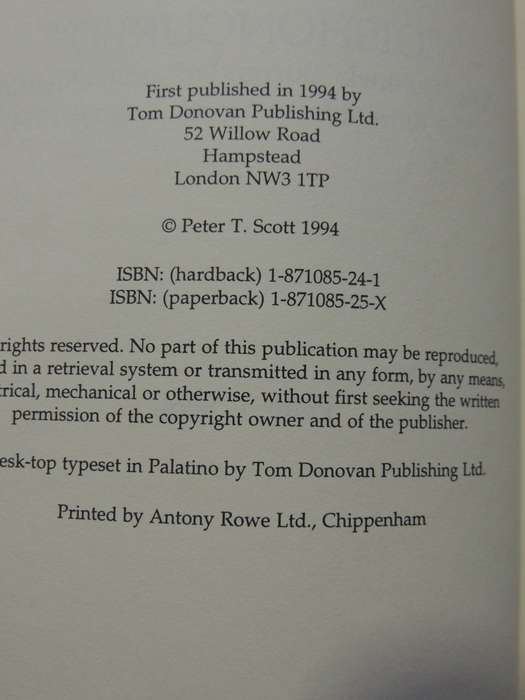 First published in 1994 by
Tom Donovan Publishing Ltd.
52 Willow Road
Hampstead
London NW3 1TP
© Peter T. Scott 1994
ISBN: (hardback) 1-871085-24-1
ISBN: (paperback) 1-871085-25-X
rights reserved. No part of this publication may be reproduced,
d in a retrieval system or transmitted in any form, by any means,
trical, mechanical or otherwise, without first seeking the written
permission of the copyright owner and of the publisher.
esk-top typeset in Palatino by Tom Donovan Publishing Ltd.
Printed by Antony Rowe Ltd., Chippenham